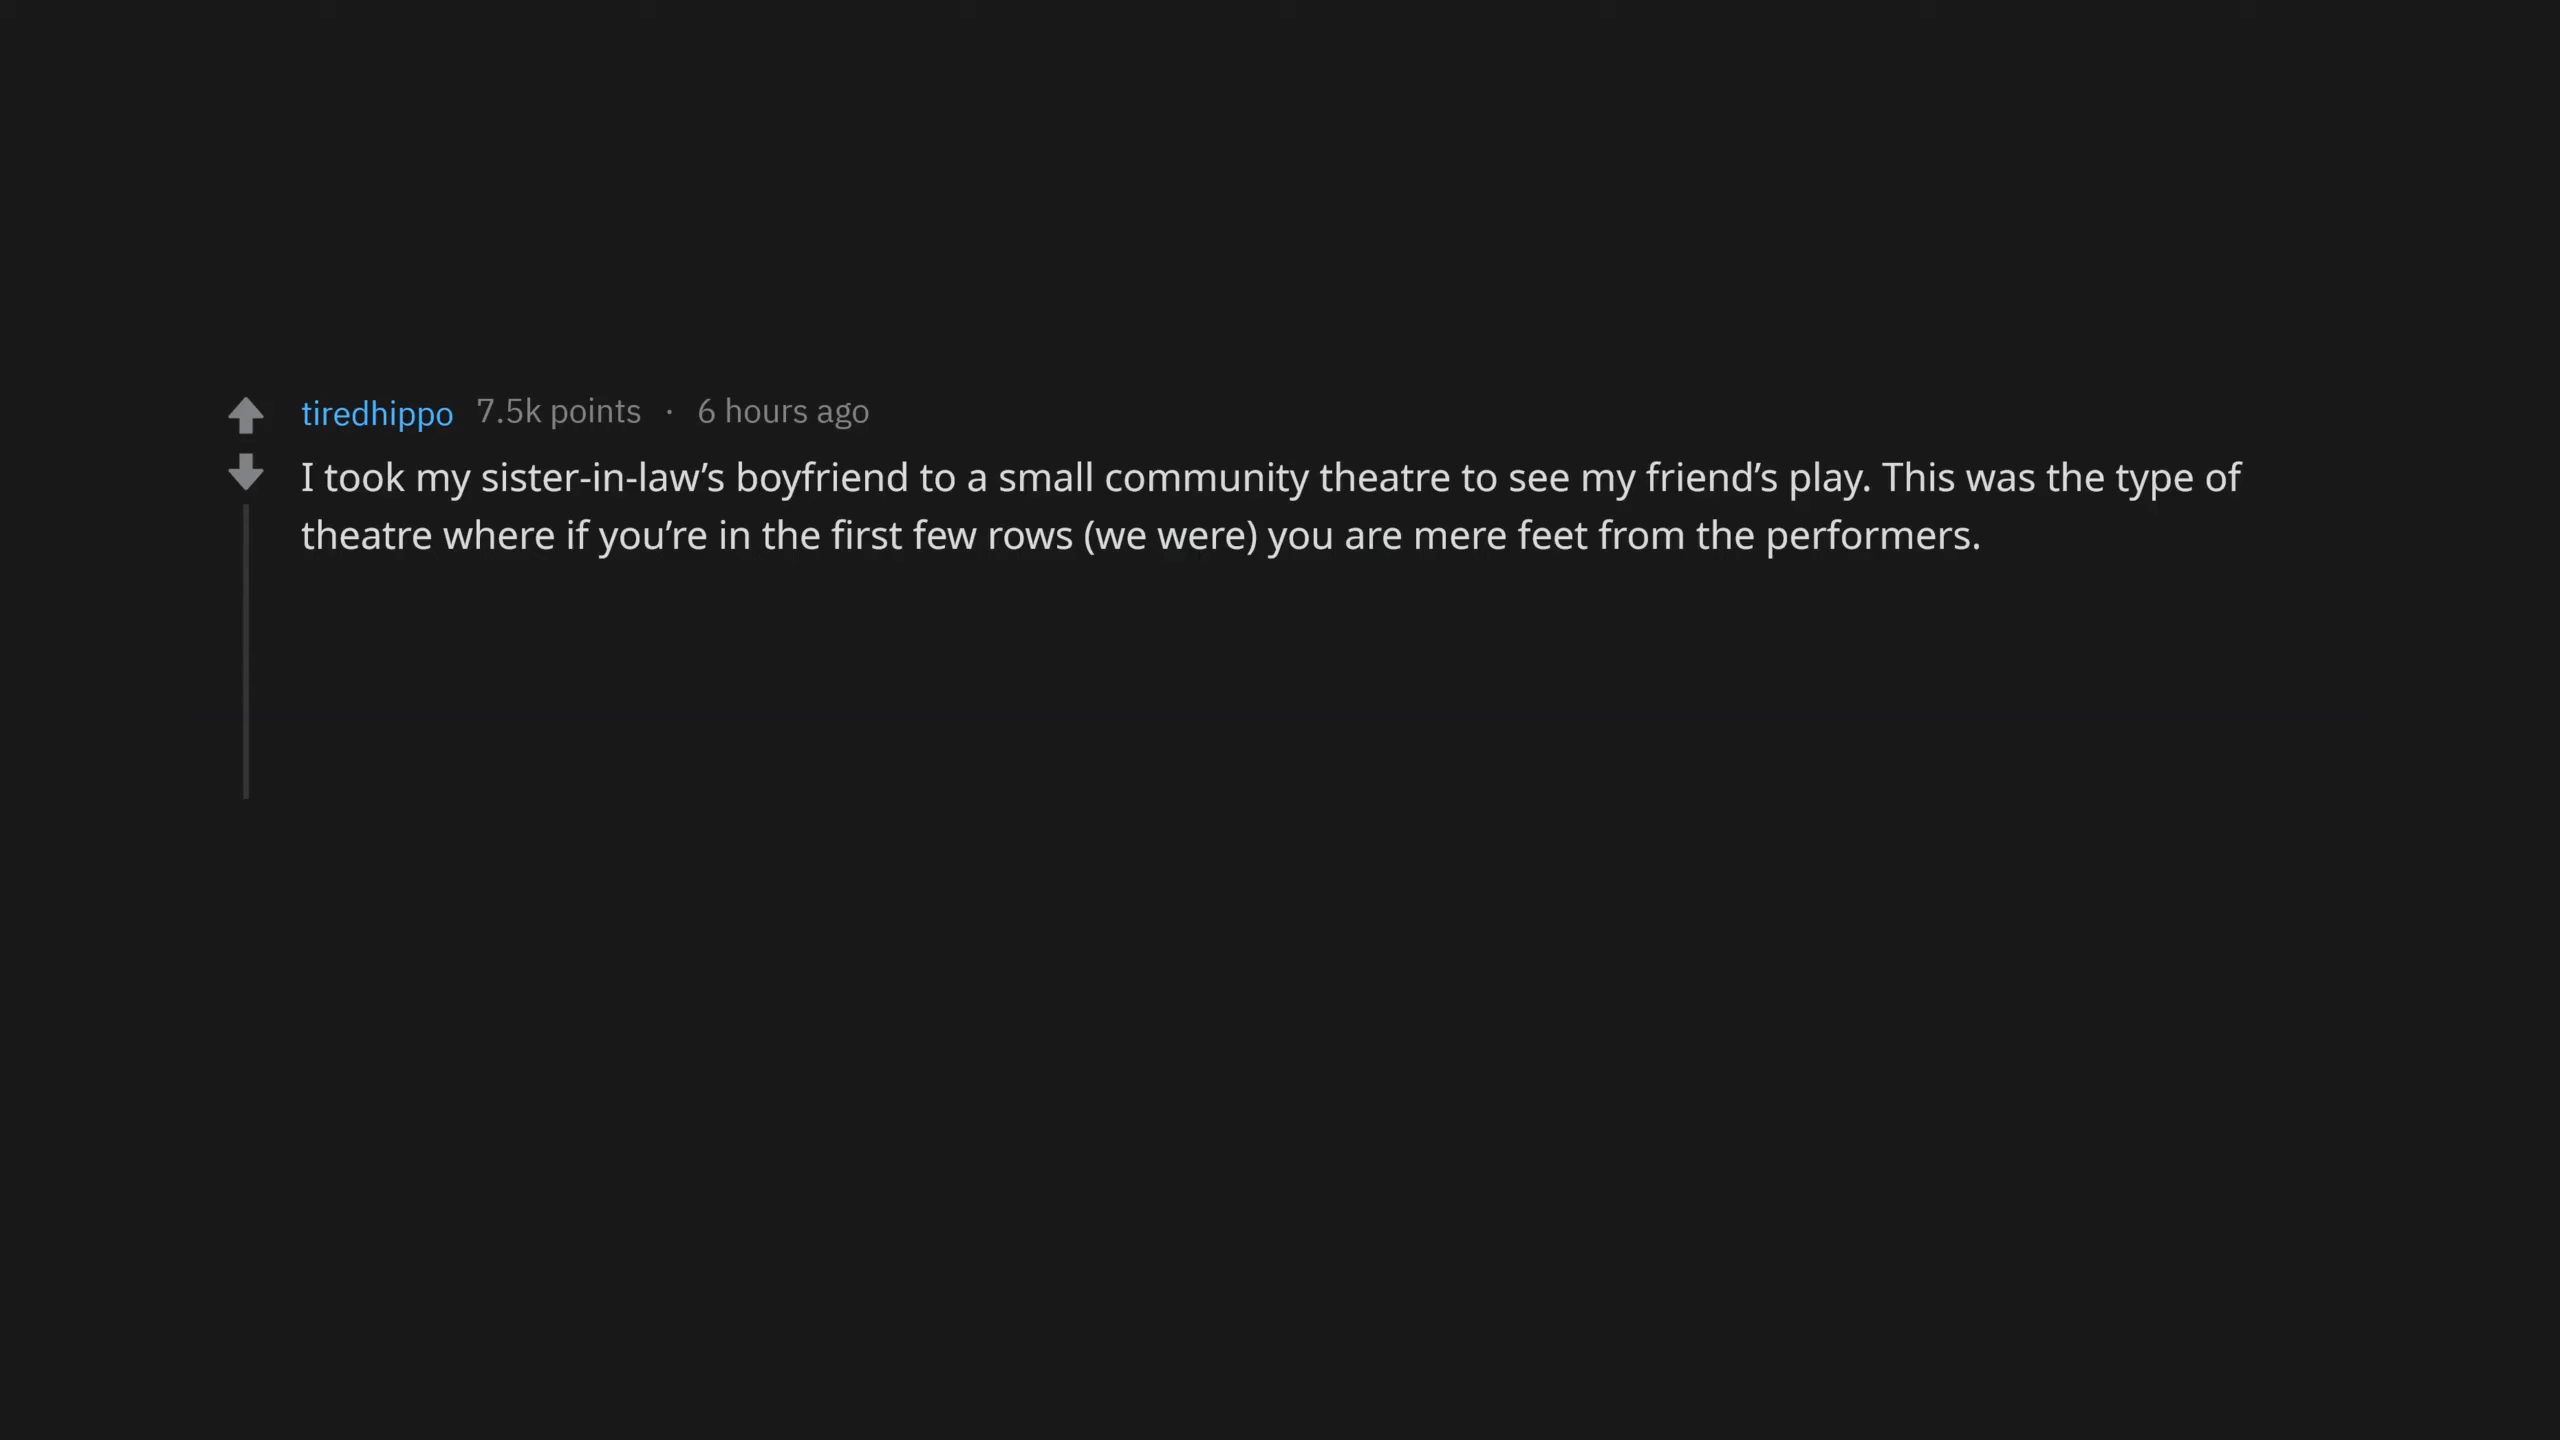 tiredhippo 7.5k points · 6 hours ago
I took my sister-in-law’s boyfriend to a small community theatre to see my friend’s play. This was the type of
theatre where if you’re in the first few rows (we were) you are mere feet from the performers.